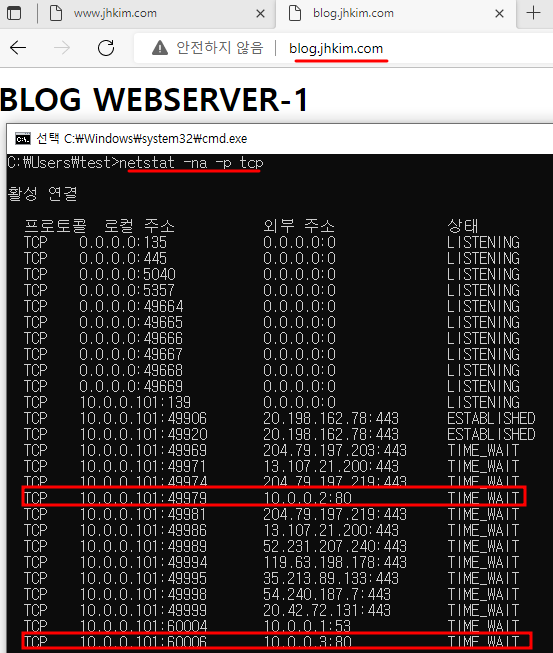 www.jhkim.com
blog.jhkim.com
안전하지 않음
blog.jhkim.com
BLOG WEBSERVER-1
선택 C:\Windows\system32\cmd.exe
C:\Users\test>netstat -na -p tcp
활성 연결
프로토콜 로컬 주소 외부 주소 상태
TCP 0.0.0.0:135 0.0.0.0:0 LISTENING
TCP 0.0.0.0:445 0.0.0.0:0 LISTENING
TCP 0.0.0.0:5040 0.0.0.0:0 LISTENING
TCP 0.0.0.0:5357 0.0.0.0:0 LISTENING
TCP 0.0.0.0:49664 0.0.0.0:0 LISTENING
TCP 0.0.0.0:49665 0.0.0.0:0 LISTENING
TCP 0.0.0.0:49666 0.0.0.0:0 LISTENING
TCP 0.0.0.0:49667 0.0.0.0:0 LISTENING
TCP 0.0.0.0:49668 0.0.0.0:0 LISTENING
TCP 0.0.0.0:49669 0.0.0.0:0 LISTENING
TCP 10.0.0.101:139 0.0.0.0:0 LISTENING
TCP 10.0.0.101:49906 20.198.162.78:443 ESTABLISHED
TCP 10.0.0.101:49920 20.198.162.78:443 ESTABLISHED
TCP 10.0.0.101:49969 204.79.197.203:443 TIME_WAIT
TCP 10.0.0.101:49971 13.107.21.200:443 TIME_WAIT
TCP 10.0.0.101:49974 204.79.197.219:443 TIME_WAIT
TCP 10.0.0.101:49979 10.0.0.2:80 TIME_WAIT
TCP 10.0.0.101:49981 204.79.197.219:443 TIME_WAIT
TCP 10.0.0.101:49986 13.107.21.200:443 TIME_WAIT
TCP 10.0.0.101:49989 52.231.207.240:443 TIME_WAIT
TCP 10.0.0.101:49994 119.63.198.178:443 TIME_WAIT
TCP 10.0.0.101:49995 35.213.89.133:443 TIME_WAIT
TCP 10.0.0.101:49998 54.240.187.7:443 TIME_WAIT
TCP 10.0.0.101:49999 20.42.72.131:443 TIME_WAIT
TCP 10.0.0.101:60004 10.0.0.1:53 TIME_WAIT
TCP 10.0.0.101:60006 10.0.0.3:80 TIME_WAIT